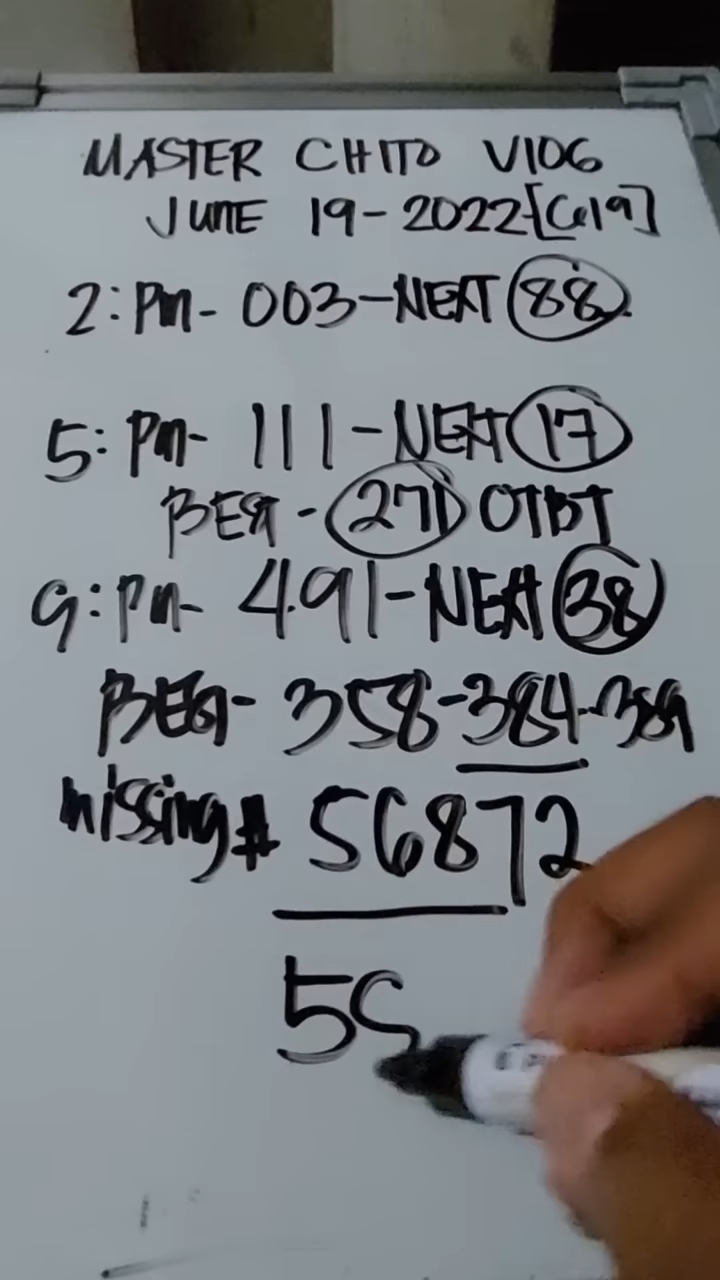 MASTER CHITO VlOG
JUNE 19-2022[619]
2:Pm- 003-NEXT 88
5:Pm- 111-NEXT 17
BEST - 271 OTBT
9:Pm- 491-NEXT 38
BEST- 358-384-389
missing# 56872
5